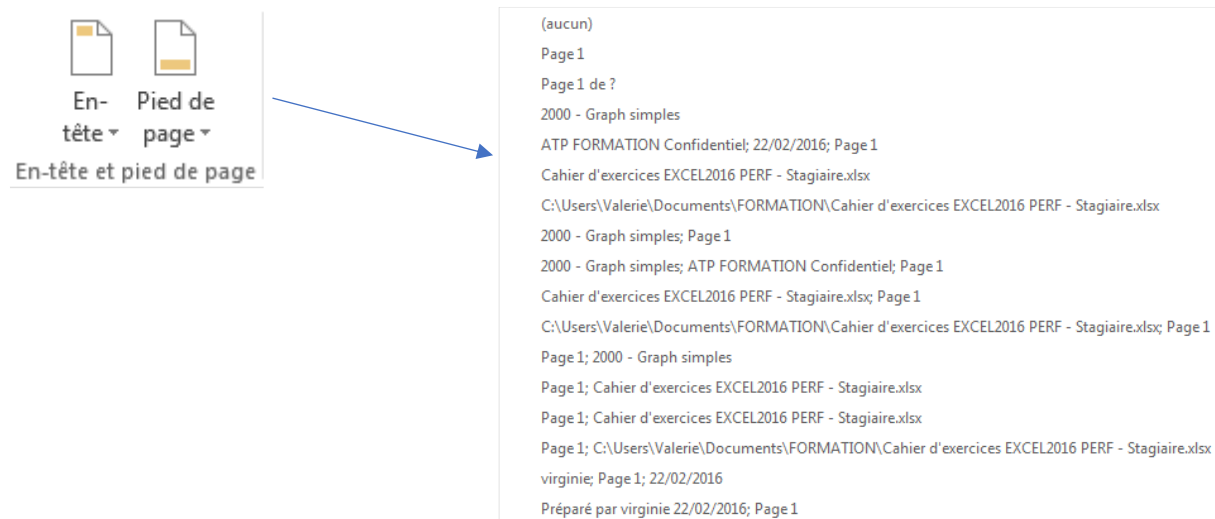 En-
tête
Pied de
page
En-tête et pied de page
(aucun)
Page 1
Page 1 de ?
2000 - Graph simples
ATP FORMATION Confidentiel; 22/02/2016; Page 1
Cahier d'exercices EXCEL2016 PERF - Stagiaire.xlsx
C:\Users\Valerie\Documents\FORMATION\Cahier d'exercices EXCEL2016 PERF - Stagiaire.xlsx
2000 - Graph simples; Page 1
2000 - Graph simples; ATP FORMATION Confidentiel; Page 1
Cahier d'exercices EXCEL2016 PERF - Stagiaire.xlsx; Page 1
C:\Users\Valerie\Documents\FORMATION\Cahier d'exercices EXCEL2016 PERF - Stagiaire.xlsx; Page 1
Page 1; 2000 - Graph simples
Page 1; Cahier d'exercices EXCEL2016 PERF - Stagiaire.xlsx
Page 1; Cahier d'exercices EXCEL2016 PERF - Stagiaire.xlsx
Page 1; C:\Users\Valerie\Documents\FORMATION\Cahier d'exercices EXCEL2016 PERF - Stagiaire.xlsx
virginie; Page 1; 22/02/2016
Préparé par virginie 22/02/2016; Page 1